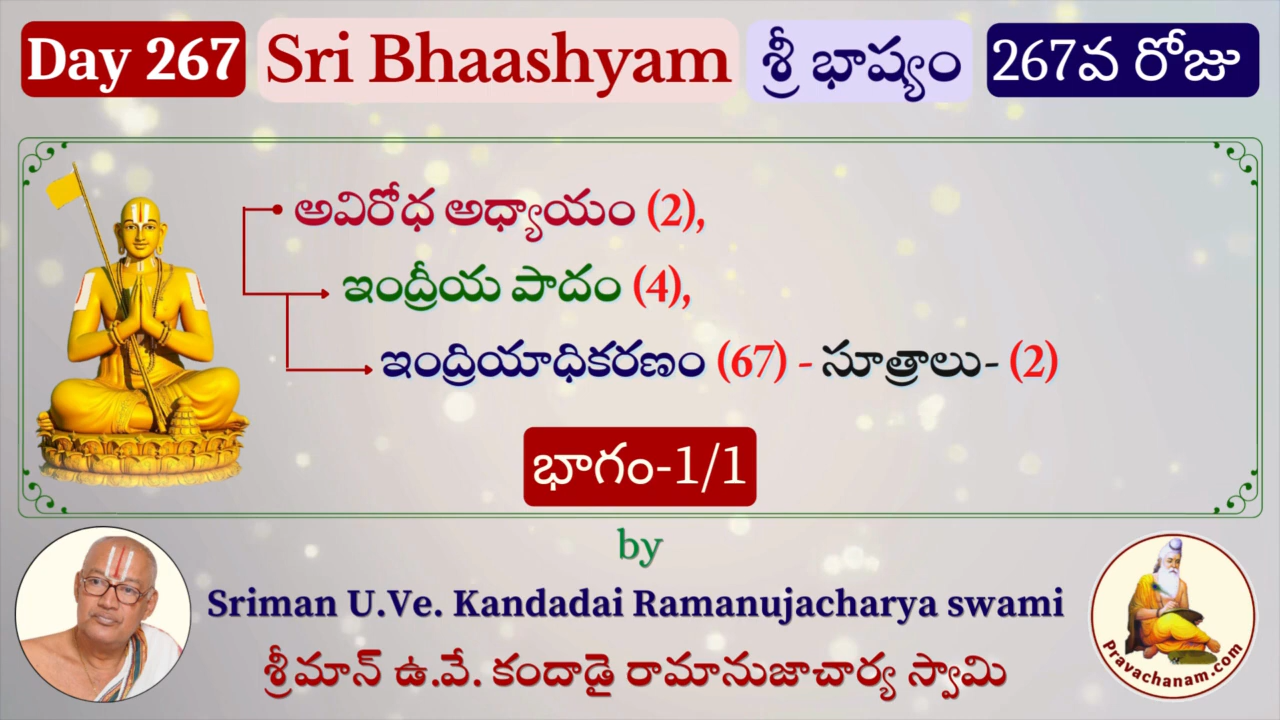 Day 267 Sri Bhaashyam శ్రీ భాష్యం 267వ రోజు
అవిరోధ అధ్యాయం (2),
ఇంద్రీయ పాదం (4),
ఇంద్రియాధికరణం (67) - సూత్రాలు- (2)
భాగం-1/1
by
Sriman U.Ve. Kandadai Ramanujacharya swami
శ్రీమాన్ ఉ.వే. కందాడై రామానుజాచార్య స్వామి
Pravachanam.com